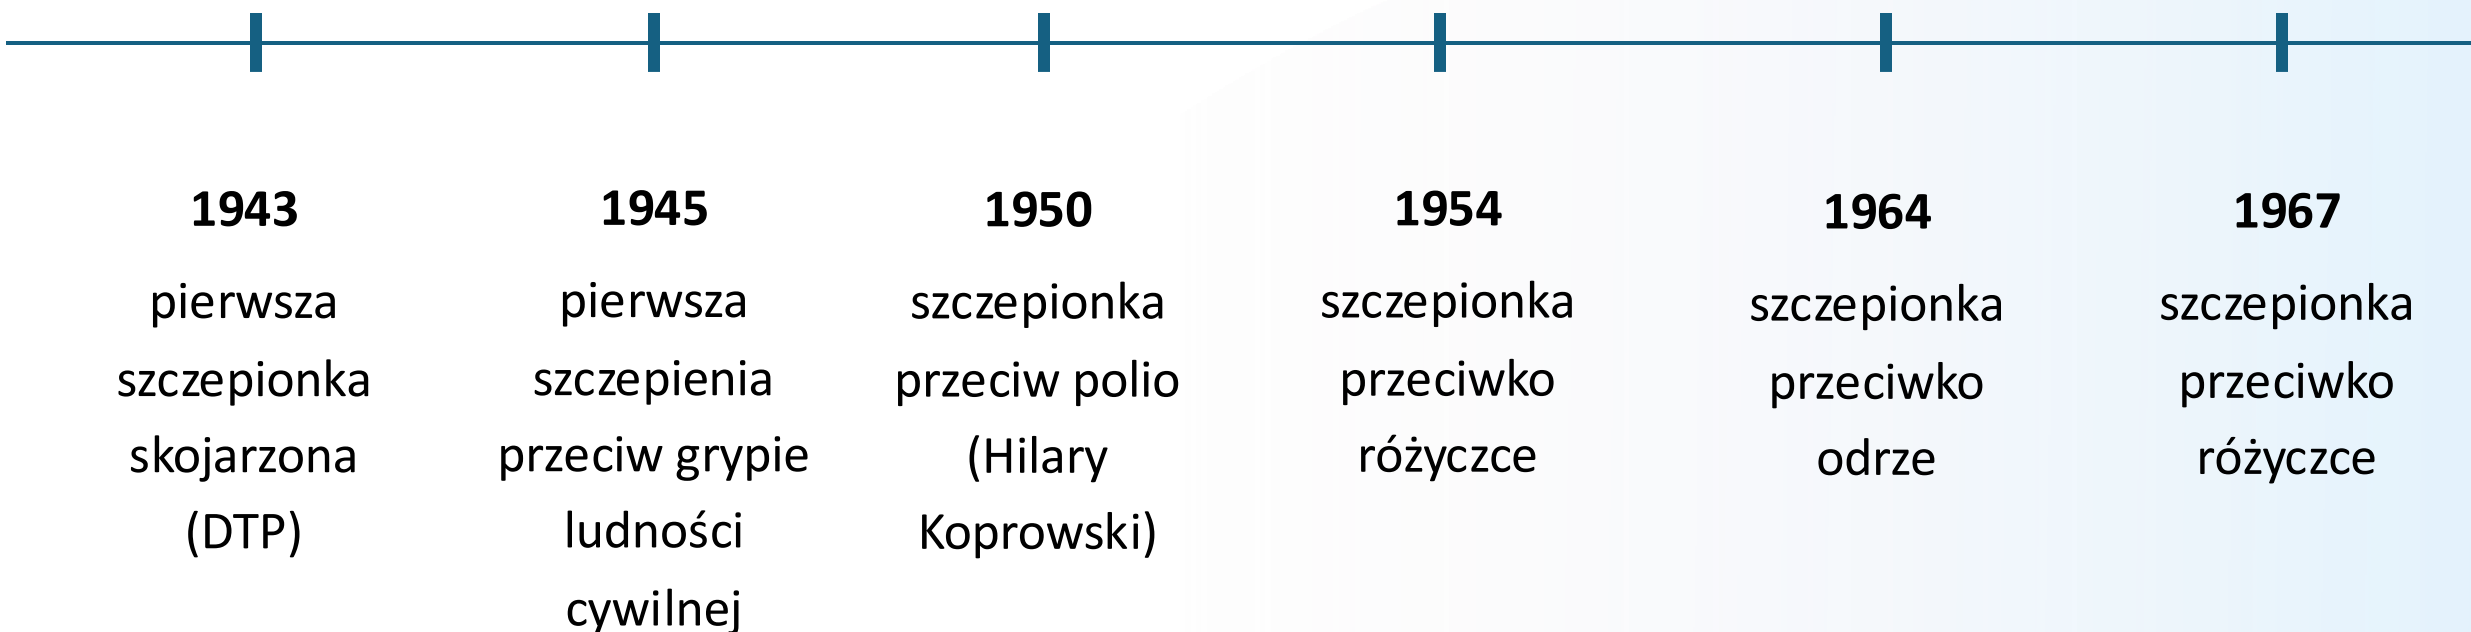 1943
pierwsza
szczepionka
skojarzona
(DTP)
1945
pierwsza
szczepienia
przeciw grypie
ludności
cywilnej
1950
szczepionka
przeciw polio
(Hilary
Koprowski)
1954
szczepionka
przeciwko
różyczce
1964
szczepionka
przeciwko
odrze
1967
szczepionka
przeciwko
różyczce